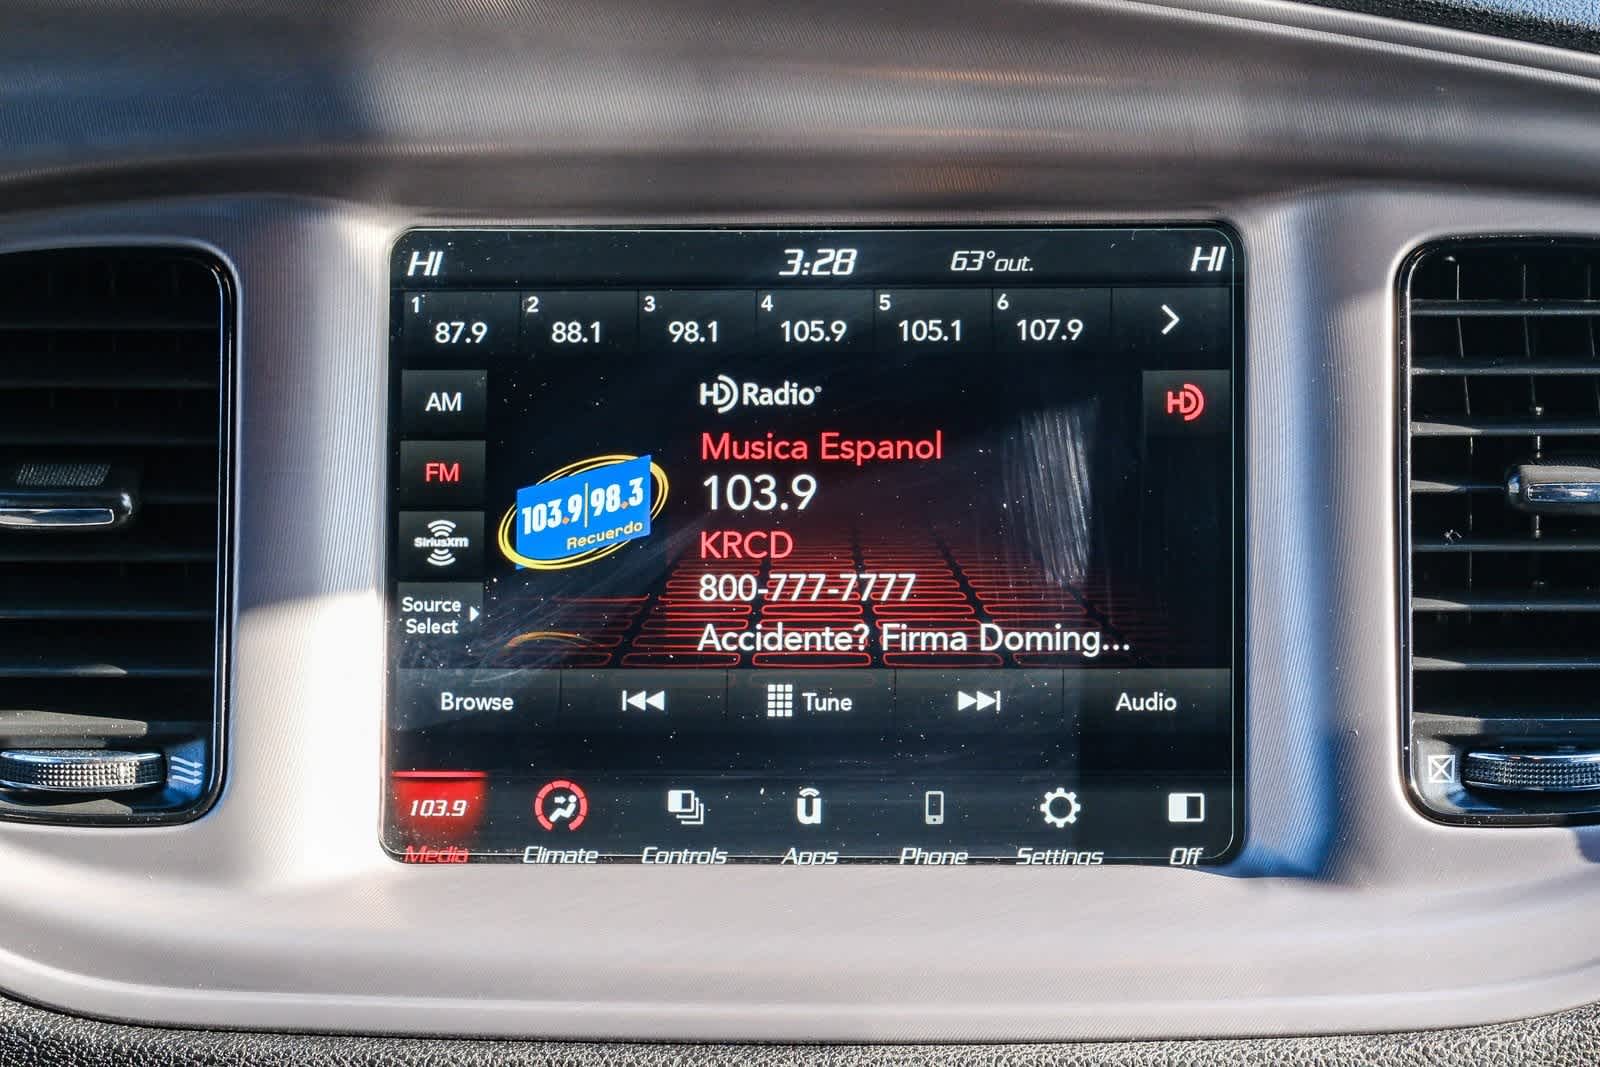 HI 3:28 63°out. HI
1 87.9 2 88.1 3 98.1 4 105.9 5 105.1 6 107.9
AM
FM
SiriusXM
Source
Select
103.9|98.3
Recuerdo
HD Radio®
HD
Musica Espanol
103.9
KRCD
800-777-7777
Accidente? Firma Doming...
Browse Tune Audio
103.9
Media Climate Controls Apps Phone Settings Off